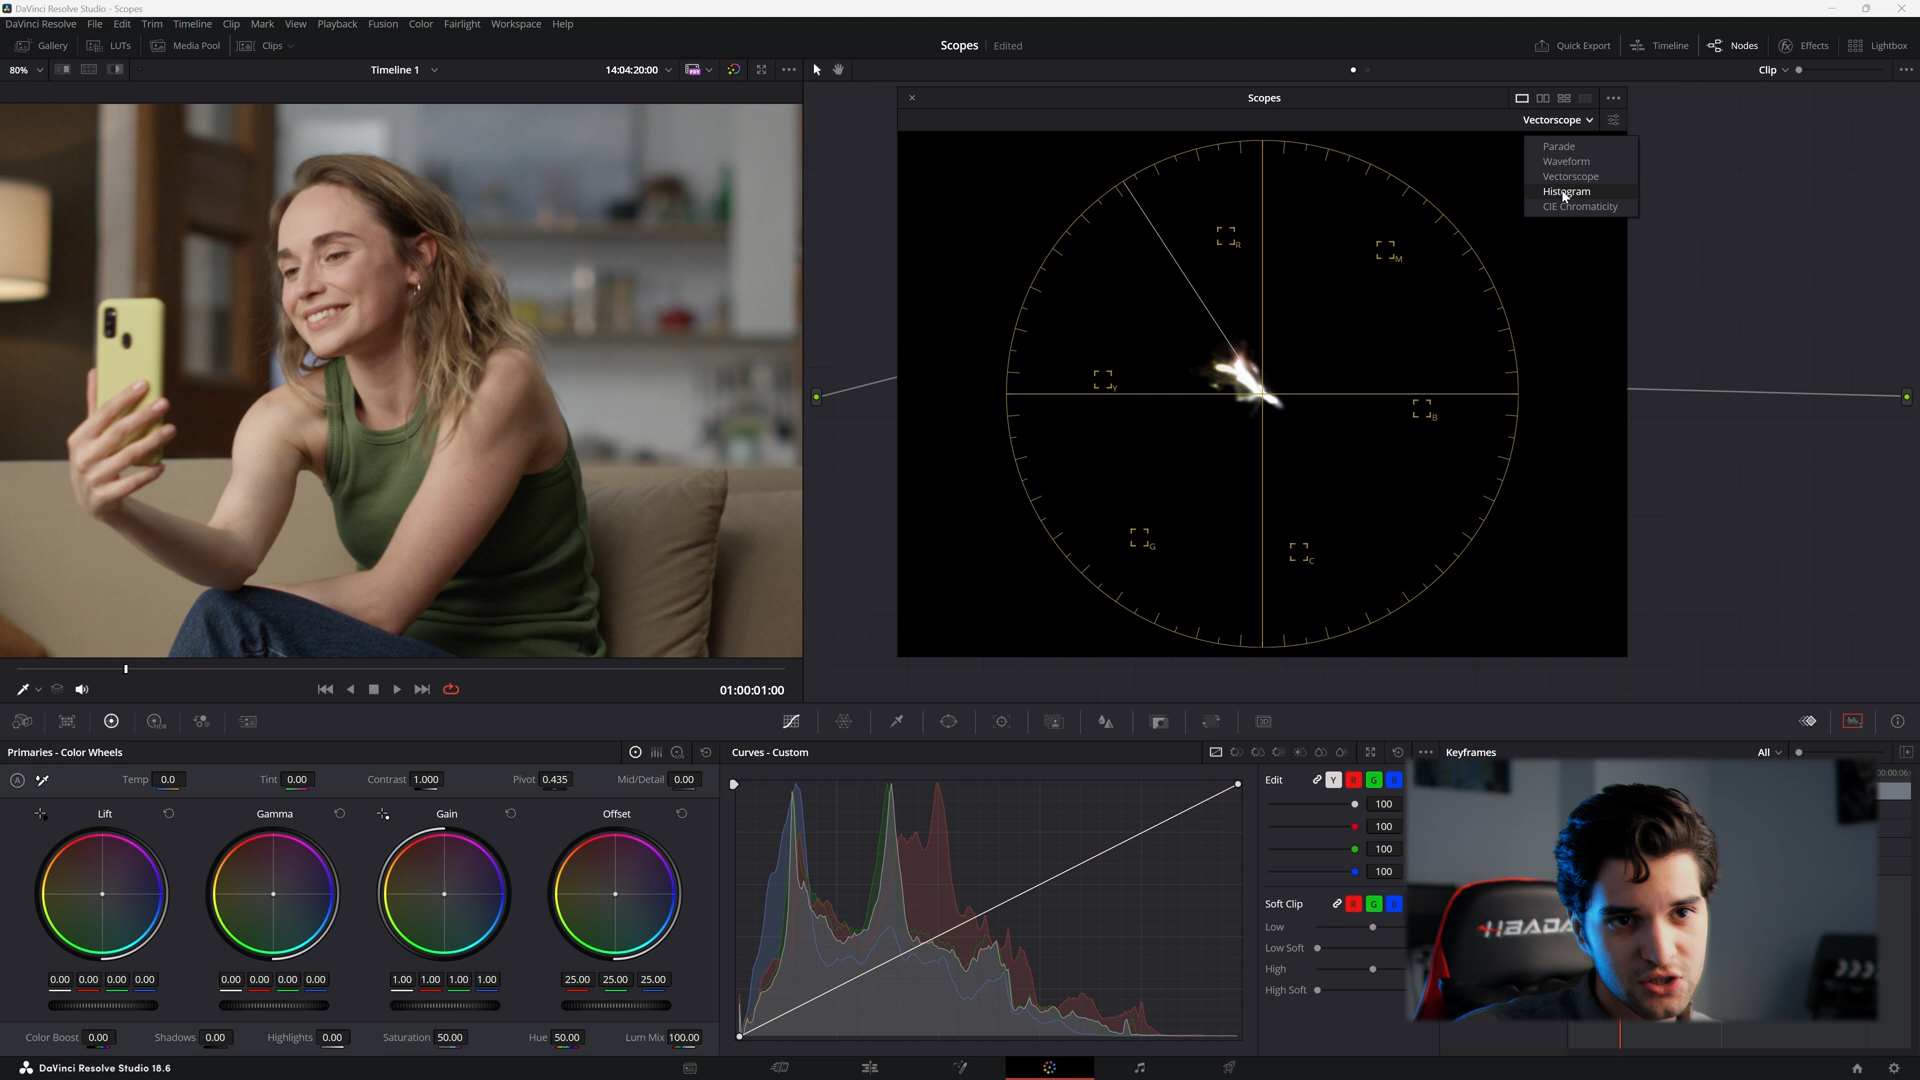 DaVinci Resolve Studio - Scopes
DaVinci Resolve File Edit Trim Timeline Clip Mark View Playback Fusion Color Fairlight Workspace Help
Gallery LUTs Media Pool Clips Scopes Edited Quick Export Timeline Nodes Effects Lightbox
80% Timeline 1 14:04:20:00 Clip
Scopes
Vectorscope
Parade
Waveform
Vectorscope
Histogram
CIE Chromaticity
R
M
Y
B
G
C
01:00:01:00
HDR
3D
Primaries - Color Wheels
Curves - Custom
Keyframes
All
Temp 0.0 Tint 0.00 Contrast 1.000 Pivot 0.435 Mid/Detail 0.00
A
Lift Gamma Gain Offset
0.00 0.00 0.00 0.00 0.00 0.00 0.00 0.00 1.00 1.00 1.00 1.00 25.00 25.00 25.00
Color Boost 0.00 Shadows 0.00 Highlights 0.00 Saturation 50.00 Hue 50.00 Lum Mix 100.00
Edit Y R G B
100
100
100
100
Soft Clip R G B
Low
Low Soft
High
High Soft
00:00:06:
HBADA
DaVinci Resolve Studio 18.6